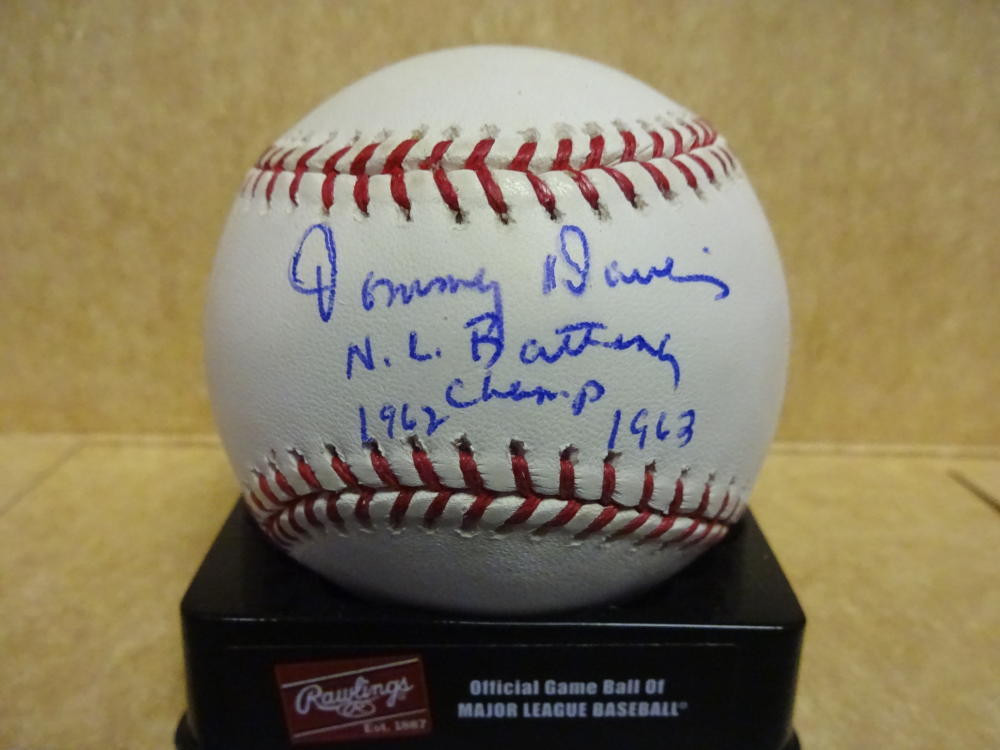 Tommy Davis
N.L. Batting
Champ
1962 1963
Rawlings
Est. 1887
Official Game Ball Of
MAJOR LEAGUE BASEBALL®